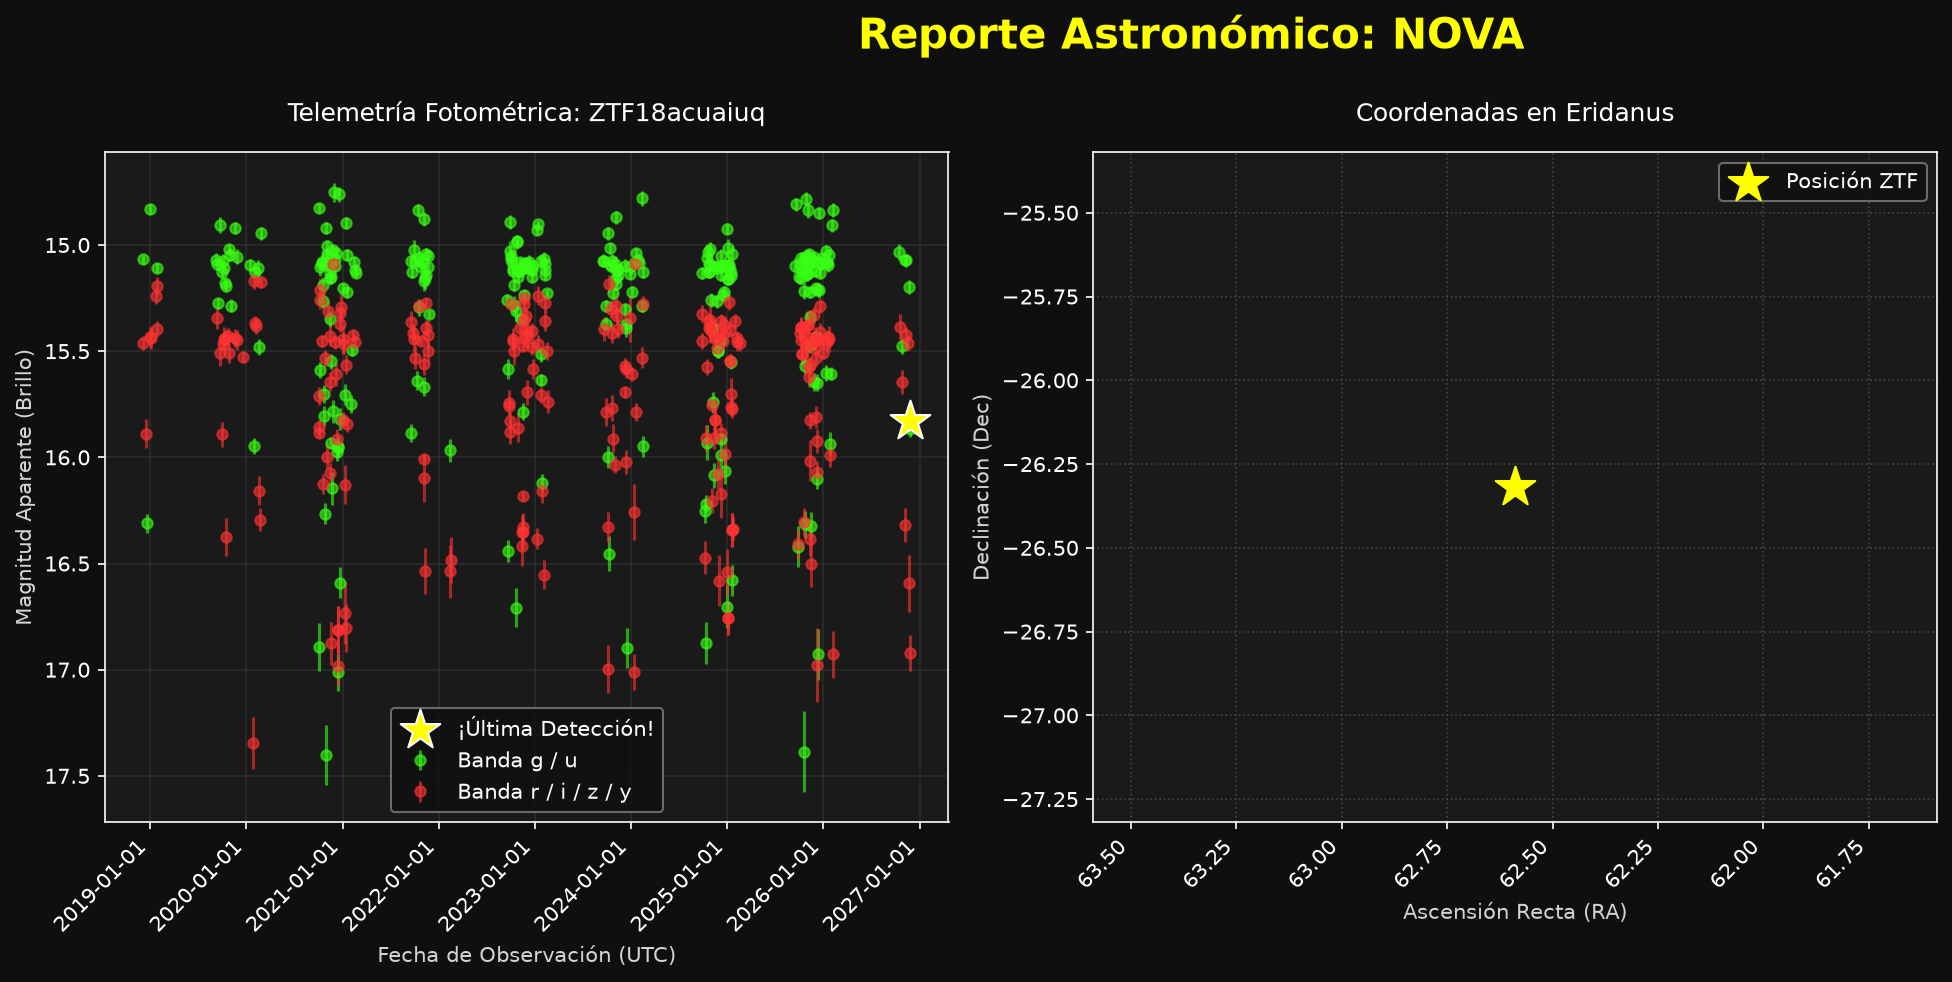 Reporte Astronómico: NOVA
Telemetría Fotométrica: ZTF18acuaiuq
Magnitud Aparente (Brillo)
15.0
15.5
16.0
16.5
17.0
17.5
¡Última Detección!
Banda g / u
Banda r / i / z / y
2019-01-01
2020-01-01
2021-01-01
2022-01-01
2023-01-01
2024-01-01
2025-01-01
2026-01-01
2027-01-01
Fecha de Observación (UTC)
Coordenadas en Eridanus
Posición ZTF
Declinación (Dec)
−25.50
−25.75
−26.00
−26.25
−26.50
−26.75
−27.00
−27.25
63.50
63.25
63.00
62.75
62.50
62.25
62.00
61.75
Ascensión Recta (RA)